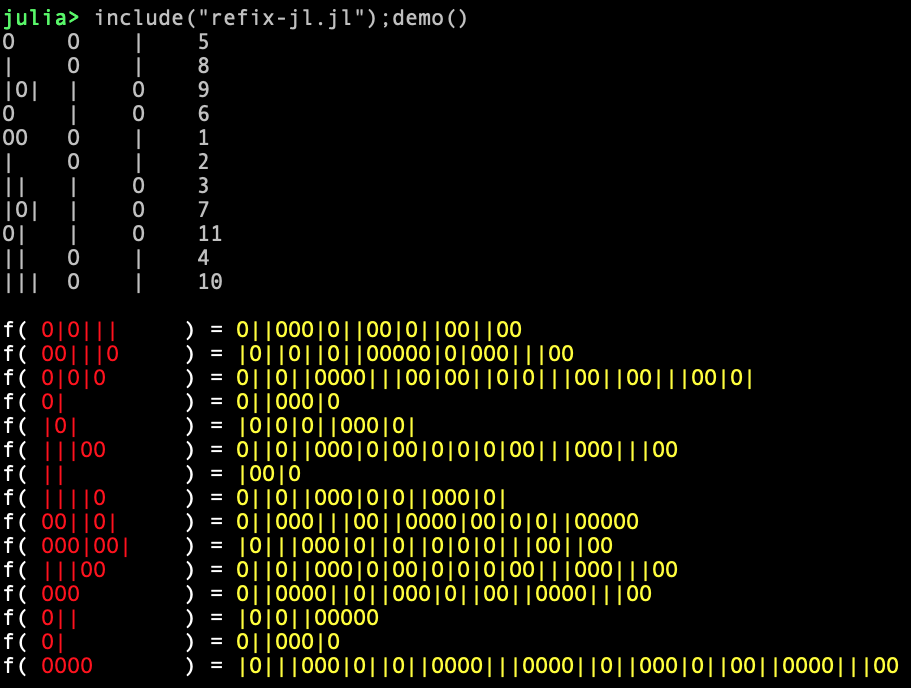 julia> include("refix-jl.jl");demo()
O    O    |    5
|    O    |    8
|O|  |    O    9
O    |    O    6
OO   O    |    1
|    O    |    2
||   |    O    3
|O|  |    O    7
O|   |    O    11
||   O    |    4
|||  O    |    10
f( O|O|||     ) = O||OOO|O||OO|O||OO||OO
f( OO|||O     ) = |O||O||O||OOOOO|O|OOO|||OO
f( O|O|O      ) = O||O||OOOO|||OO|OO||O|O|||OO||OO|||OO|O|
f( O|         ) = O||OOO|O
f( |O|        ) = |O|O|O||OOO|O|
f( |||OO      ) = O||O||OOO|O|OO|O|O|O|OO|||OOO|||OO
f( ||         ) = |OO|O
f( ||||O      ) = O||O||OOO|O|O||OOO|O|
f( OO||O|     ) = O||OOO|||OO||OOOO|OO|O|O||OOOOO
f( OOO|OO|    ) = |O|||OOO|O||O||O|O|O|||OO||OO
f( |||OO      ) = O||O||OOO|O|OO|O|O|O|OO|||OOO|||OO
f( OOO        ) = O||OOOO||O||OOO|O||OO||OOOO|||OO
f( O||        ) = |O|O||OOOOO
f( O|         ) = O||OOO|O
f( OOOO       ) = |O|||OOO|O||O||OOOO|||OOOO||O||OOO|O||OO||OOOO|||OO